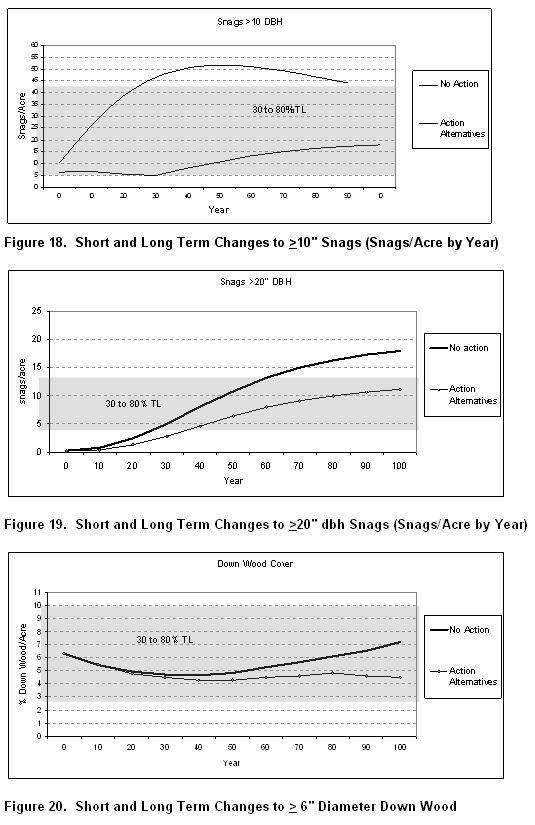 Snags >10 DBH
60
55
50
45
40
35
30
25
20
15
10
5
0
Snags/Acre
30 to 80% TL
0 10 20 30 40 50 60 70 80 90 10
Year
No Action
Action
Alternatives
Figure 18. Short and Long Term Changes to >10" Snags (Snags/Acre by Year)
Snags >20" DBH
25
20
15
10
5
0
snags/acre
30 to 80% TL
0 10 20 30 40 50 60 70 80 90 100
Year
No action
Action
Alternatives
Figure 19. Short and Long Term Changes to >20" dbh Snags (Snags/Acre by Year)
Down Wood Cover
11
10
9
8
7
6
5
4
3
2
1
0
% Down Wood/Acre
30 to 80% TL
0 10 20 30 40 50 60 70 80 90 100
Year
No Action
Action
Alternatives
Figure 20. Short and Long Term Changes to > 6" Diameter Down Wood